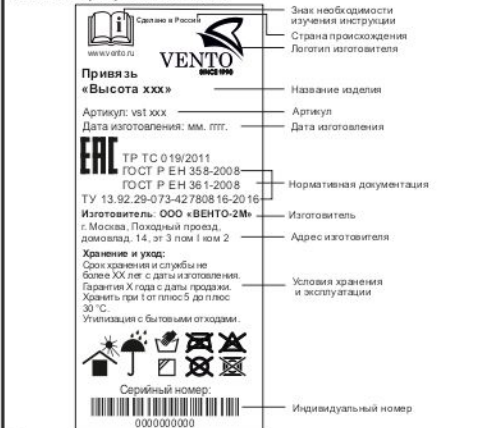 Сделано в России
www.vento.ru
VENTO
SINCE 1990
Привязь
«Высота xxx»
Артикул: vst xxx
Дата изготовления: мм. гггг.
EAC
ТР ТС 019/2011
ГОСТ Р ЕН 358-2008
ГОСТ Р ЕН 361-2008
ТУ 13.92.29-073-42780816-2016
Изготовитель: ООО «ВЕНТО-2М»
г. Москва, Походный проезд,
домовлад. 14, эт 3 пом I ком 2
Хранение и уход:
Срок хранения и службы не
более XX лет с даты изготовления.
Гарантия X года с даты продажи.
Хранить при t от плюс 5 до плюс
30 °C.
Утилизация с бытовыми отходами.
Серийный номер:
0000000000
Знак необходимости
изучения инструкции
Страна происхождения
Логотип изготовителя
Название изделия
Артикул
Дата изготовления
Нормативная документация
Изготовитель
Адрес изготовителя
Условия хранения
и эксплуатации
Индивидуальный номер